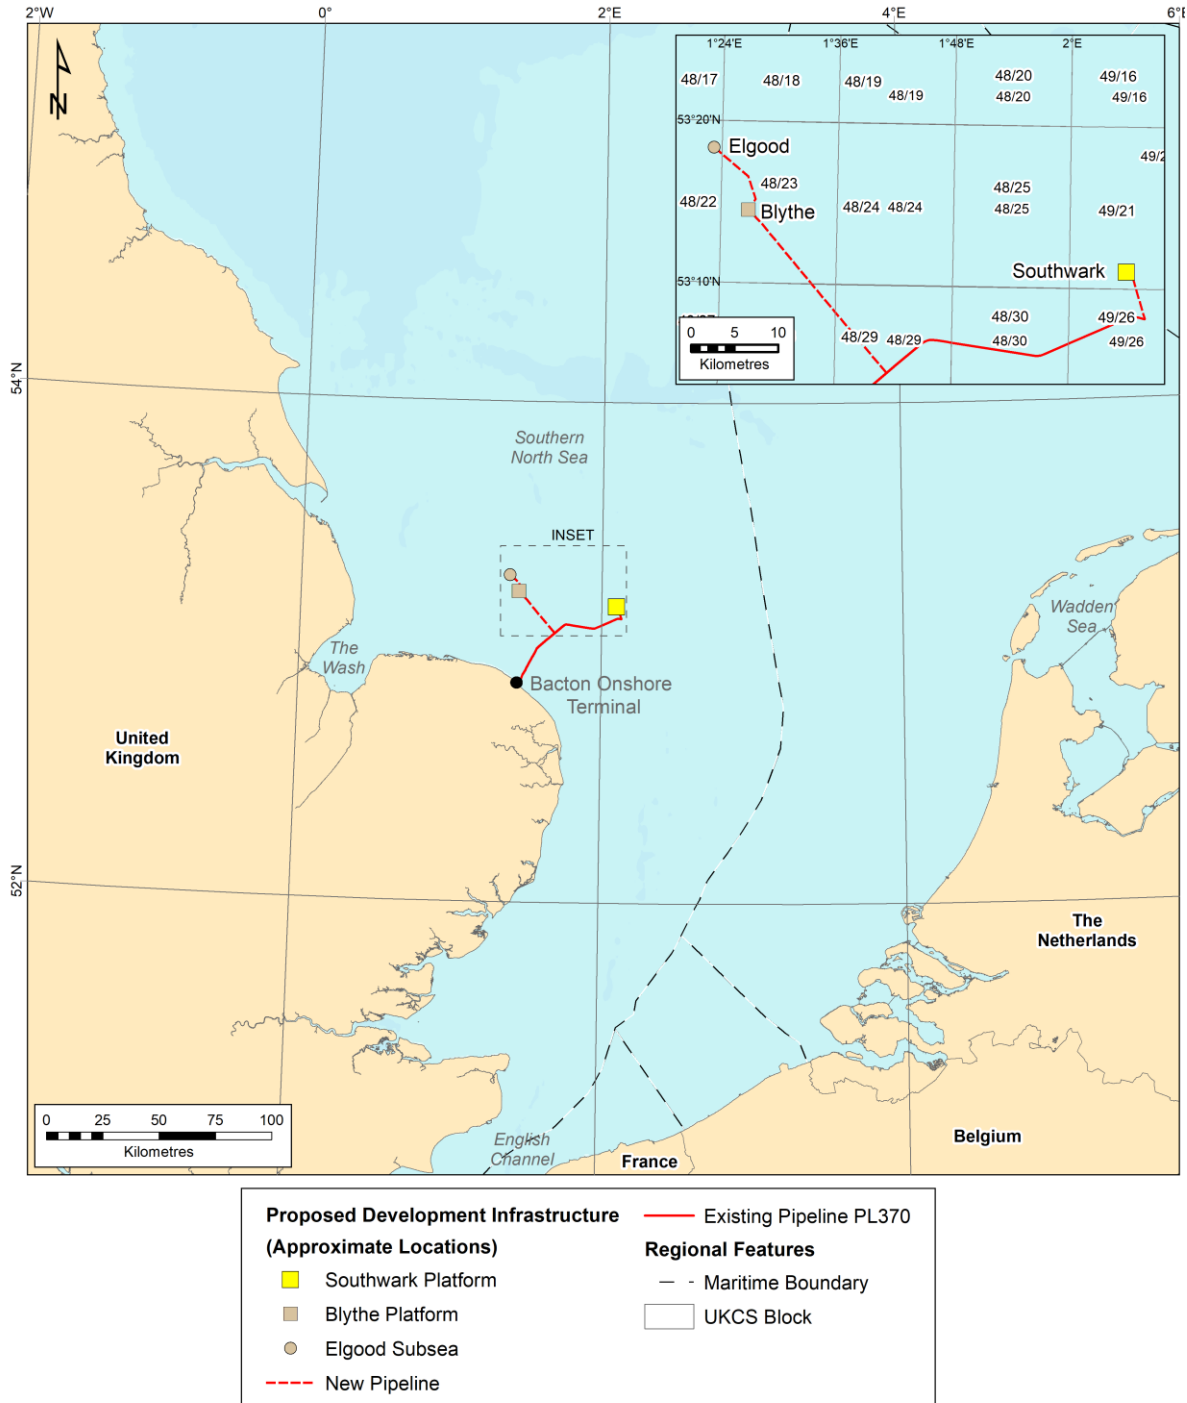 2°W
0°
2°E
4°E
6°E
N
1°24'E
1°36'E
1°48'E
2°E
48/17
48/18
48/19
48/20
49/16
48/19
48/20
49/16
53°20'N
Elgood
48/23
48/22
Blythe
48/24
48/24
48/25
48/25
49/21
Southwark
53°10'N
48/30
49/26
48/29
48/29
48/30
49/26
0 5 10
Kilometres
54°N
Southern
North Sea
INSET
Wadden
Sea
The
Wash
Bacton Onshore
Terminal
United
Kingdom
52°N
The
Netherlands
0 25 50 75 100
Kilometres
English
Channel
France
Belgium
Proposed Development Infrastructure
(Approximate Locations)
Southwark Platform
Blythe Platform
Elgood Subsea
New Pipeline
Existing Pipeline PL370
Regional Features
Maritime Boundary
UKCS Block